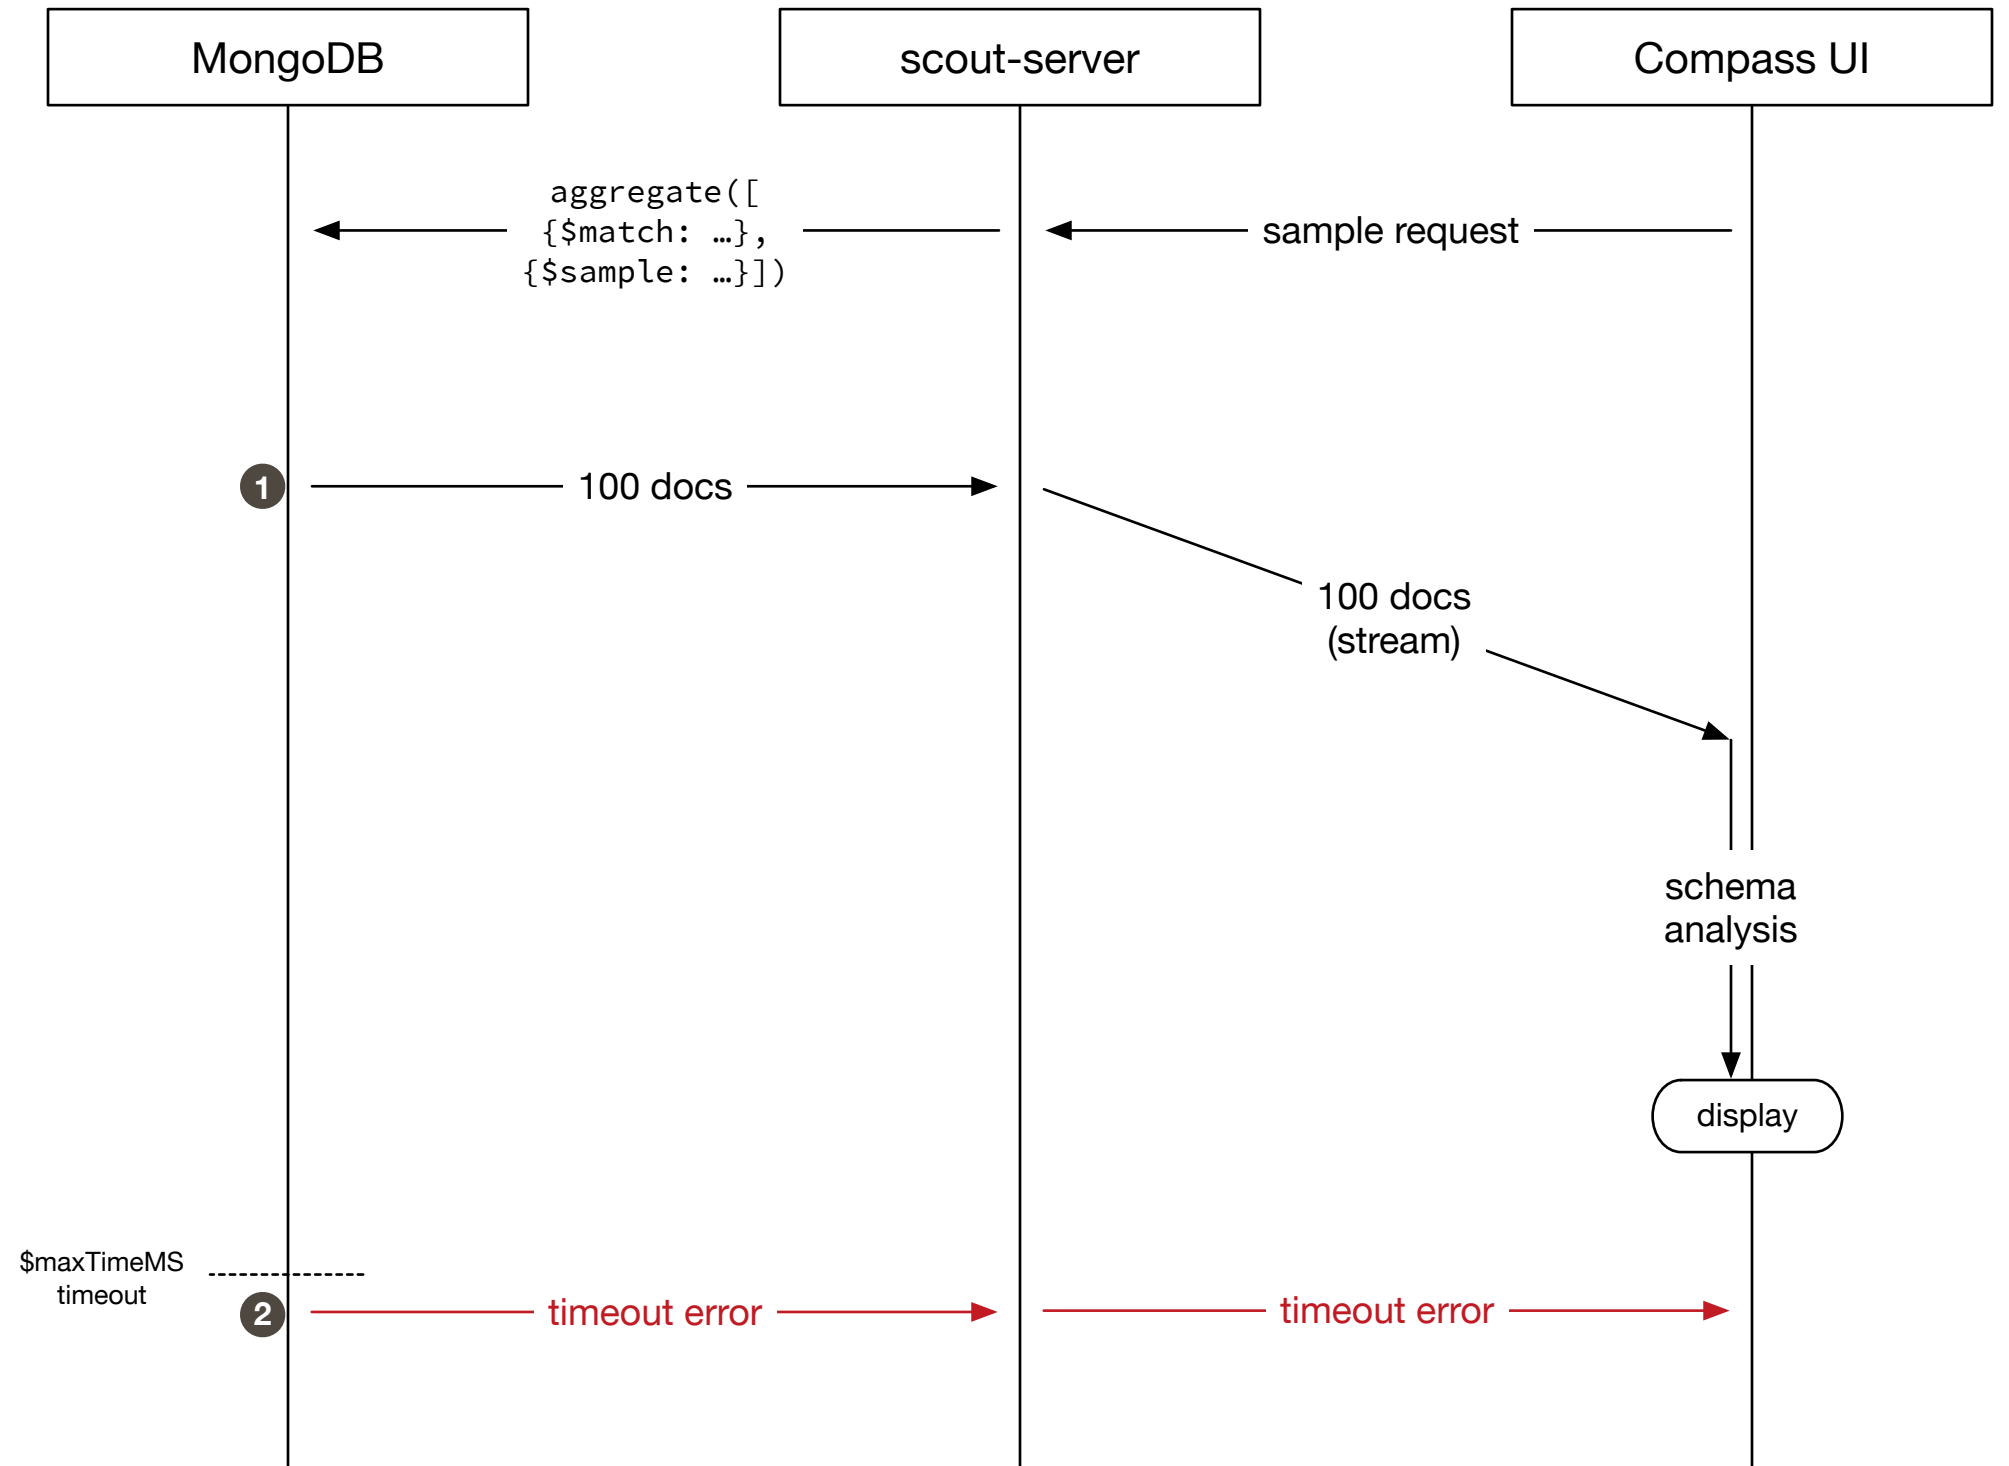 MongoDB
scout-server
Compass UI
aggregate([
{$match: …},
{$sample: …}])
sample request
1
100 docs
100 docs
(stream)
schema
analysis
display
$maxTimeMS
timeout
2
timeout error
timeout error